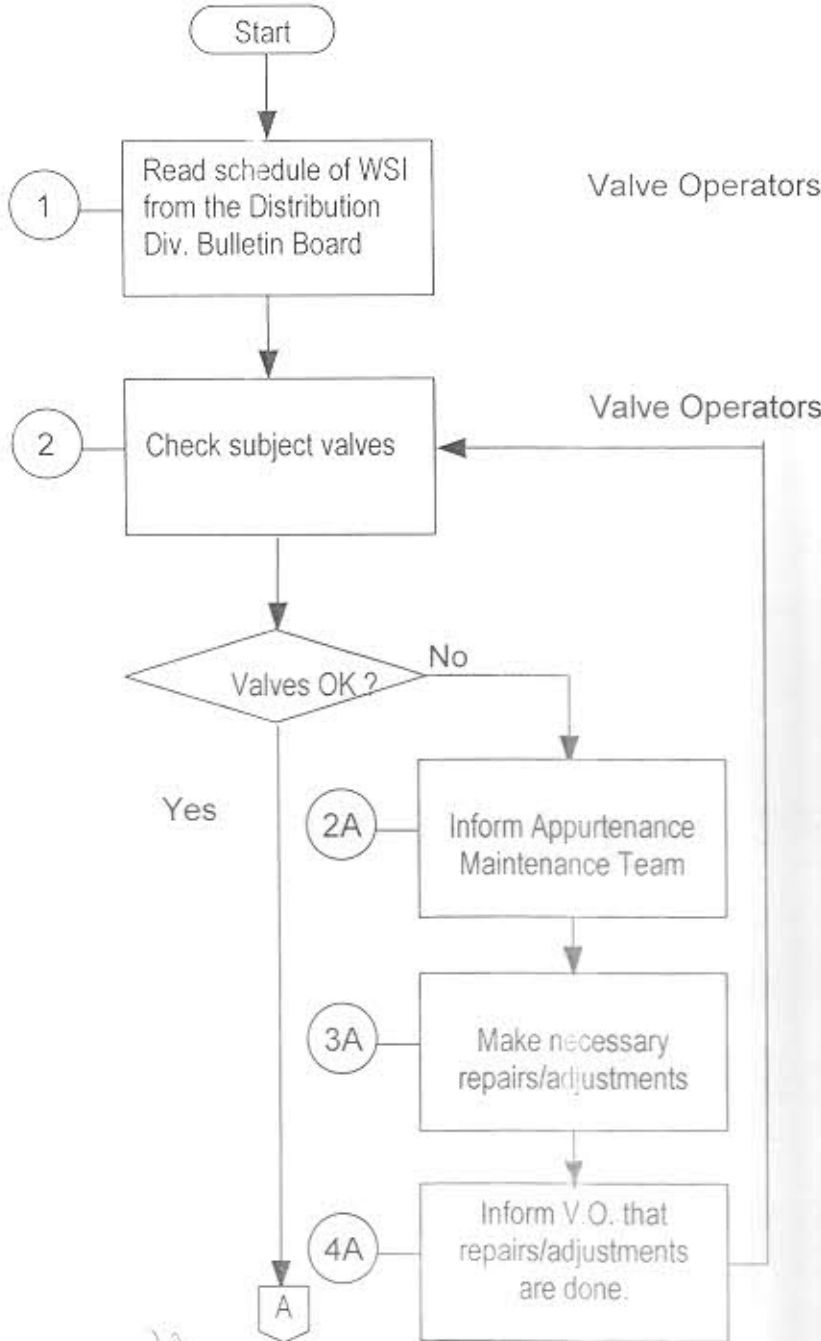 Start
1
Read schedule of WSI
from the Distribution
Div. Bulletin Board
Valve Operators
2
Check subject valves
Valve Operators
Valves OK ?
No
Yes
2A
Inform Appurtenance
Maintenance Team
3A
Make necessary
repairs/adjustments
4A
Inform V.O. that
repairs/adjustments
are done.
A